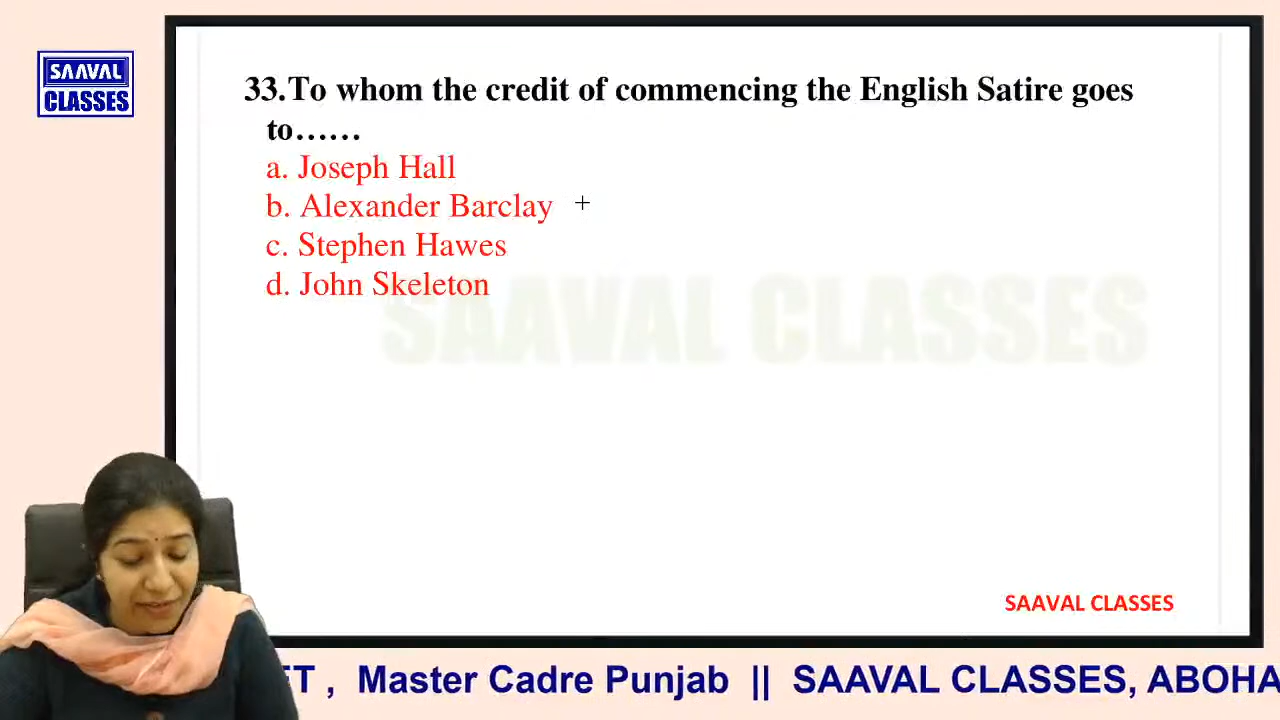 SAAVAL
CLASSES
33.To whom the credit of commencing the English Satire goes
to……
a. Joseph Hall
b. Alexander Barclay
c. Stephen Hawes
d. John Skeleton
SAAVAL CLASSES
SAAVAL CLASSES
ET , Master Cadre Punjab || SAAVAL CLASSES, ABOHA